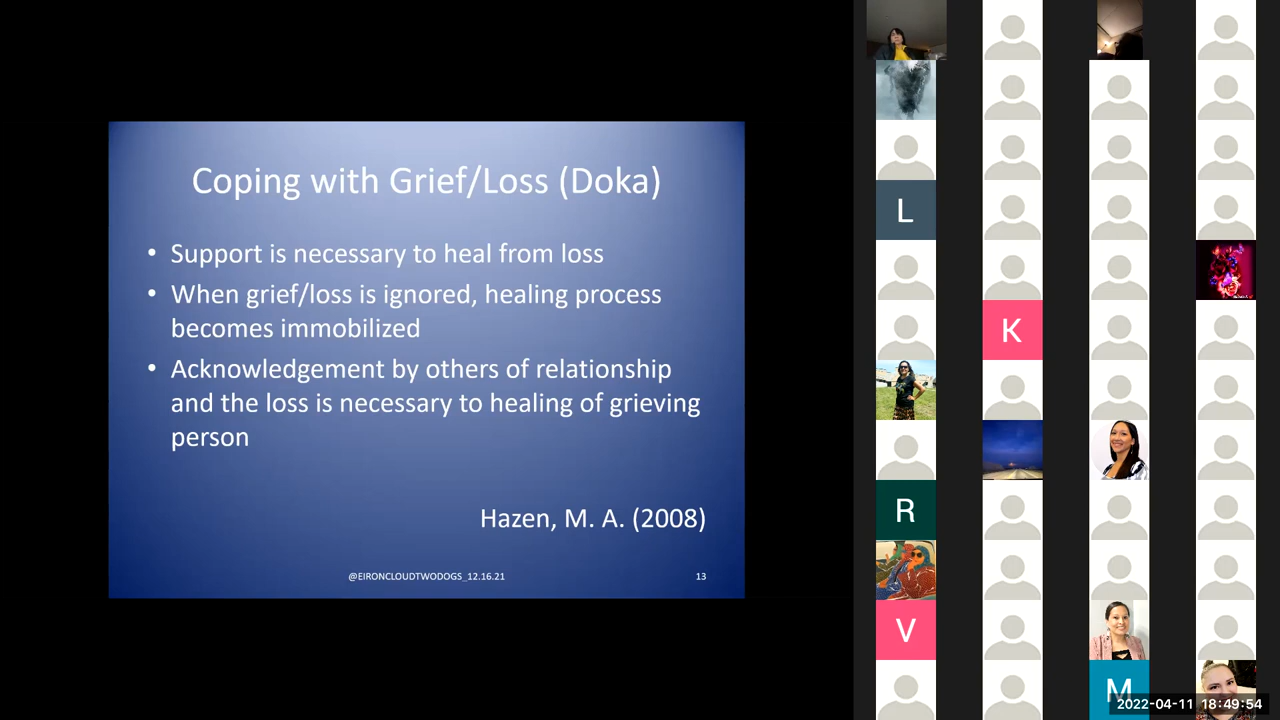 Coping with Grief/Loss (Doka)
• Support is necessary to heal from loss
• When grief/loss is ignored, healing process
becomes immobilized
• Acknowledgement by others of relationship
and the loss is necessary to healing of grieving
person
Hazen, M. A. (2008)
@EIRONCLOUDTWODOGS_12.16.21
13
L
K
R
V
M
2022-04-11 18:49:54